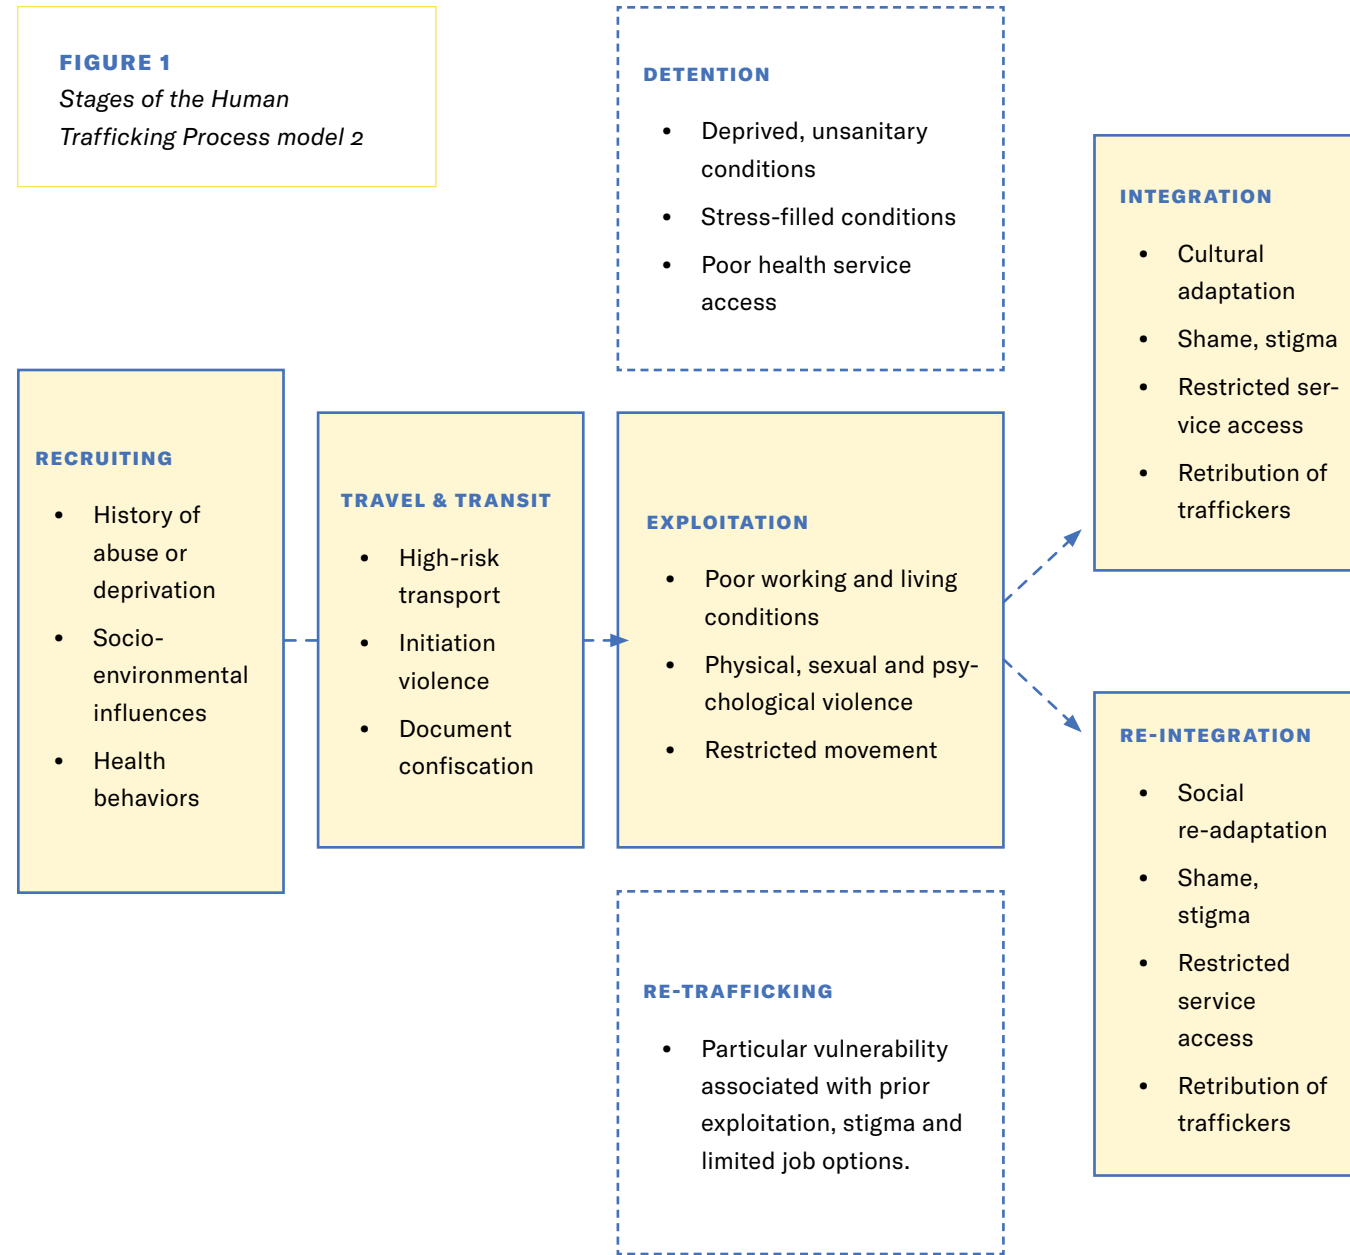 FIGURE 1
Stages of the Human
Trafficking Process model 2
DETENTION
• Deprived, unsanitary
conditions
• Stress-filled conditions
• Poor health service
access
RECRUITING
• History of
abuse or
deprivation
• Socio-
environmental
influences
• Health
behaviors
TRAVEL & TRANSIT
• High-risk
transport
• Initiation
violence
• Document
confiscation
EXPLOITATION
• Poor working and living
conditions
• Physical, sexual and psy-
chological violence
• Restricted movement
RE-TRAFFICKING
• Particular vulnerability
associated with prior
exploitation, stigma and
limited job options.
INTEGRATION
• Cultural
adaptation
• Shame, stigma
• Restricted ser-
vice access
• Retribution of
traffickers
RE-INTEGRATION
• Social
re-adaptation
• Shame,
stigma
• Restricted
service
access
• Retribution of
traffickers